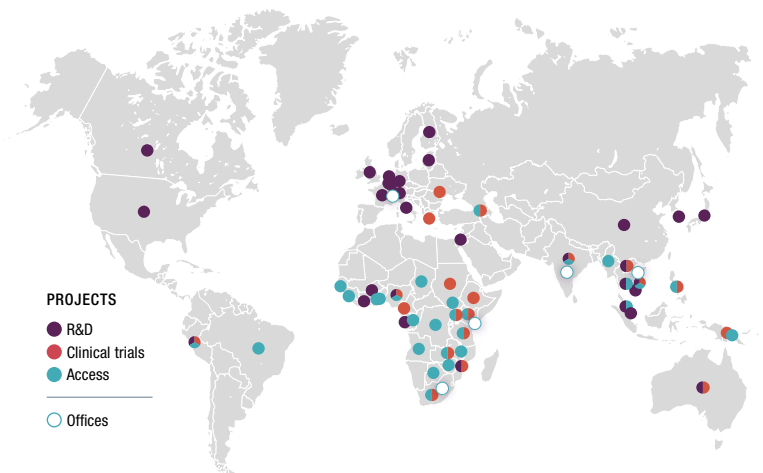 PROJECTS
R&D
Clinical trials
Access
Offices